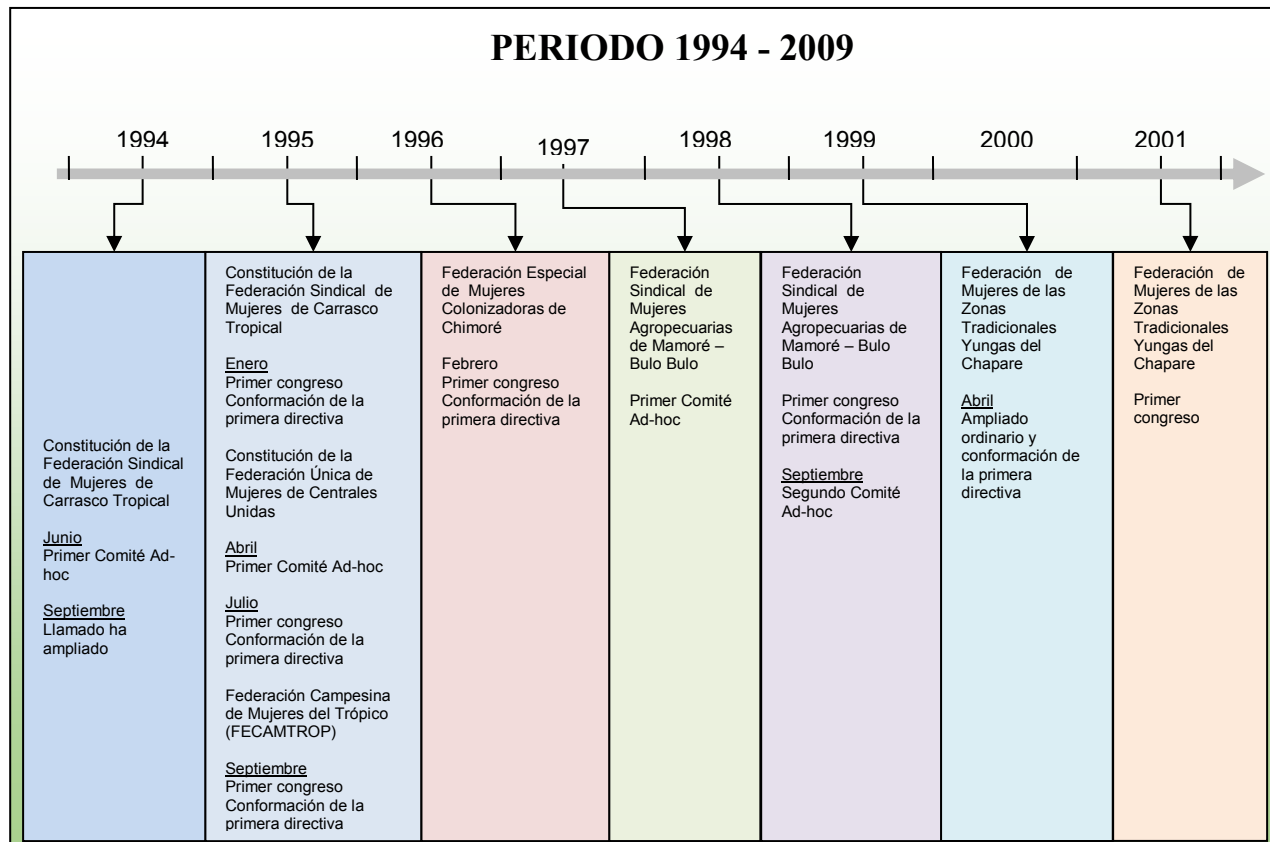 PERIODO 1994 - 2009
1994
1995
1996
1997
1998
1999
2000
2001
Constitución de la
Federación Sindical
de Mujeres de
Carrasco Tropical
Junio
Primer Comité Ad-
hoc
Septiembre
Llamado ha
ampliado
Constitución de la
Federación Sindical de
Mujeres de Carrasco
Tropical
Enero
Primer congreso
Conformación de la
primera directiva
Constitución de la
Federación Única de
Mujeres de Centrales
Unidas
Abril
Primer Comité Ad-hoc
Julio
Primer congreso
Conformación de la
primera directiva
Federación Campesina
de Mujeres del Trópico
(FECAMTROP)
Septiembre
Primer congreso
Conformación de la
primera directiva
Federación Especial
de Mujeres
Colonizadoras de
Chimoré
Febrero
Primer congreso
Conformación de la
primera directiva
Federación
Sindical de
Mujeres
Agropecuarias
de Mamoré –
Bulo Bulo
Primer Comité
Ad-hoc
Federación
Sindical de
Mujeres
Agropecuarias de
Mamoré – Bulo
Bulo
Primer congreso
Conformación de la
primera directiva
Septiembre
Segundo Comité
Ad-hoc
Federación de
Mujeres de las
Zonas
Tradicionales
Yungas del
Chapare
Abril
Ampliado
ordinario y
conformación de
la primera
directiva
Federación de
Mujeres de las
Zonas
Tradicionales
Yungas del
Chapare
Primer
congreso